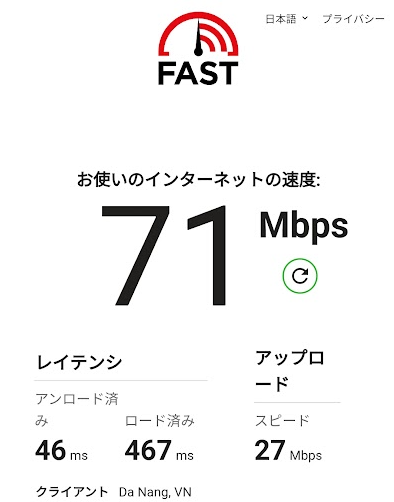 日本語 プライバシー
FAST
お使いのインターネットの速度:
71 Mbps
レイテンシ
アンロード済み
ロード済み
46 ms 467 ms
アップロード
スピード
27 Mbps
クライアント Da Nang, VN